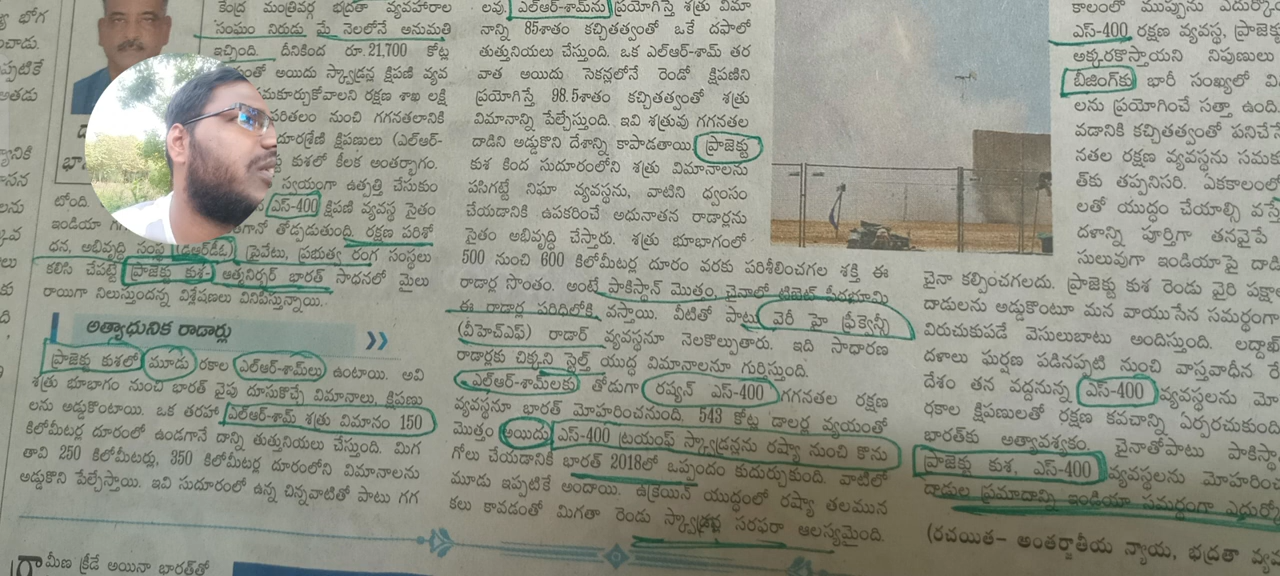 కేంద్ర మంత్రివర్గ భద్రతా వ్యవహారాల
సంఘం నిరుడు మే నెలలోనే అనుమతి
ఇచ్చింది. దీనికింద రూ.21,700 కోట్ల
తో అయిదు స్క్వాడ్రన్ల క్షిపణి వ్యవ
మకూర్చుకోవాలని రక్షణ శాఖ లక్షి
పరితలం నుంచి గగనతలానికి
దూరశ్రేణి క్షిపణులు (ఎల్ఆర్-
కుశలో కీలక అంతర్భాగం.
టోంది. స్వయంగా ఉత్పత్తి చేసుకుం
ఎస్-400 క్షిపణి వ్యవస్థ సైతం
ఇండియా గానో తోడ్పడుతుంది. రక్షణ పరిశో
ధన, అభివృద్ధి సంస్థ (డీఆర్‌డీఓ) ప్రైవేటు, ప్రభుత్వ రంగ సంస్థలు
కలిసి చేపట్టే ప్రాజెక్టు కుశ- ఆత్మనిర్భర్ భారత్ సాధనలో మైలు
రాయిగా నిలుస్తుందన్న విశ్లేషణలు వినిపిస్తున్నాయి.
అత్యాధునిక రాడార్లు
ప్రాజెక్టు కుశలో మూడు రకాల ఎల్ఆర్-శామ్‌లు ఉంటాయి. అవి
శత్రు భూభాగం నుంచి భారత్ వైపు దూసుకొచ్చే విమానాలు, క్షిపణు
లను అడ్డుకొంటాయి. ఒక తరహా ఎల్ఆర్-శామ్ శత్రు విమానం 150
కిలోమీటర్ల దూరంలో ఉండగానే దాన్ని తుత్తునియలు చేస్తుంది. మిగ
తావి 250 కిలోమీటర్లు, 350 కిలోమీటర్ల దూరంలోని విమానాలను
అడ్డుకొని పేల్చేస్తాయి. ఇవి సుదూరంలో ఉన్న చిన్నవాటితో పాటు గగ
లవు. ఎల్ఆర్-శామ్‌ను ప్రయోగిస్తే శత్రు విమా
నాన్ని 85శాతం కచ్చితత్వంతో ఒకే దఫాలో
తుత్తునియలు చేస్తుంది. ఒక ఎల్ఆర్-శామ్ తర
వాత అయిదు సెకన్లలోనే రెండో క్షిపణిని
ప్రయోగిస్తే 98.5శాతం కచ్చితత్వంతో శత్రు
విమానాన్ని పేల్చేస్తుంది. ఇవి శత్రువు గగనతల
దాడిని అడ్డుకొని దేశాన్ని కాపాడతాయి. ప్రాజెక్టు
కుశ కింద సుదూరంలోని శత్రు విమానాలను
పసిగట్టే నిఘా వ్యవస్థను, వాటిని ధ్వంసం
చేయడానికి ఉపకరించే అధునాతన రాడార్లను
సైతం అభివృద్ధి చేస్తారు. శత్రు భూభాగంలో
500 నుంచి 600 కిలోమీటర్ల దూరం వరకు పరిశీలించగల శక్తి ఈ
రాడార్ల సొంతం. అంటే పాకిస్థాన్ మొత్తం, చైనాలో టిబెట్ పీఠభూమి
ఈ రాడార్ల పరిధిలోకి వస్తాయి. వీటితో పాటు వెరీ హై ఫ్రీక్వెన్సీ
(వీహెచ్ఎఫ్) రాడార్ వ్యవస్థనూ నెలకొల్పుతారు. ఇది సాధారణ
రాడార్లకు చిక్కని స్టెల్త్ యుద్ధ విమానాలనూ గుర్తిస్తుంది.
ఎల్ఆర్-శామ్‌లకు తోడుగా రష్యన్ ఎస్-400 గగనతల రక్షణ
వ్యవస్థనూ భారత్ మోహరించనుంది. 543 కోట్ల డాలర్ల వ్యయంతో
మొత్తం అయిదు ఎస్-400 ట్రయంఫ్ స్క్వాడ్రన్లను రష్యా నుంచి కొను
గోలు చేయడానికి భారత్ 2018లో ఒప్పందం కుదుర్చుకుంది. వాటిలో
మూడు ఇప్పటికే అందాయి. ఉక్రెయిన్ యుద్ధంలో రష్యా తలమున
కలు కావడంతో మిగతా రెండు స్క్వాడ్రన్ల సరఫరా ఆలస్యమైంది.
కాలంలో ముప్పును ఎదుర్కొ
ఎస్-400 రక్షణ వ్యవస్థ, ప్రాజెక్టు
అక్కరకొస్తాయని నిపుణులు
బీజింగ్‌కు భారీ సంఖ్యలో వి
లను ప్రయోగించే సత్తా ఉంది.
వడానికి కచ్చితత్వంతో పనిచే
నతల రక్షణ వ్యవస్థను సమకూ
త్‌కు తప్పనిసరి. ఏకకాలంలో
లతో యుద్ధం చేయాల్సి వస్తే
దళాన్ని పూర్తిగా తనవైపే
సులువుగా ఇండియాపై దాడి
చైనా కల్పించగలదు. ప్రాజెక్టు కుశ రెండు వైరి పక్షా
దాడులను అడ్డుకొంటూ మన వాయుసేన సమర్థంగా
విరుచుకుపడే వెసులుబాటు అందిస్తుంది. లద్దాఖ్
దళాలు ఘర్షణ పడినప్పటి నుంచి వాస్తవాధీన రే
దేశం తన వద్దనున్న ఎస్-400 వ్యవస్థలను మో
రకాల క్షిపణులతో రక్షణ కవచాన్ని ఏర్పరచుకుంది
భారత్‌కు అత్యావశ్యకం. చైనాతోపాటు పాకిస్థా
ప్రాజెక్టు కుశ, ఎస్-400 వ్యవస్థలను మోహరించ
దాడుల ప్రమాదాన్ని ఇండియా సమర్థంగా ఎదుర్కో
(రచయిత- అంతర్జాతీయ న్యాయ, భద్రతా వ్య
మీణ క్రీడే అయినా భారత్‌తో